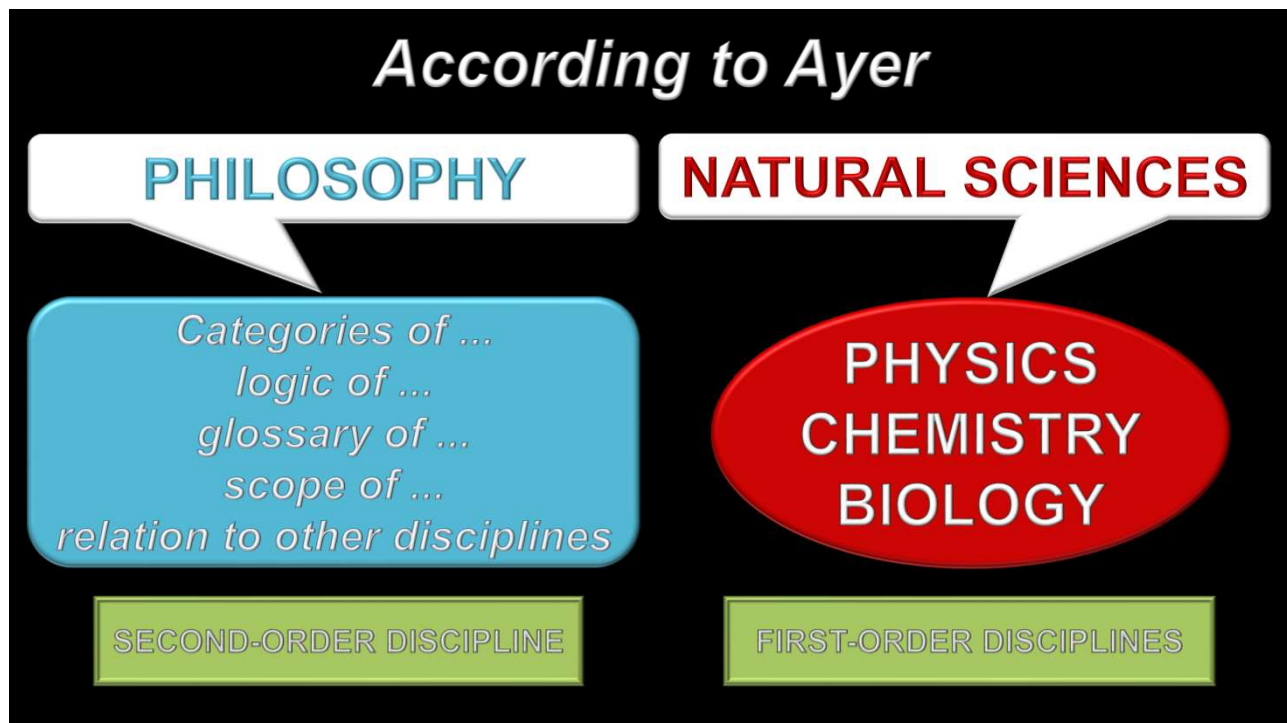 According to Ayer
PHILOSOPHY
Categories of ...
logic of ...
glossary of ...
scope of ...
relation to other disciplines
SECOND-ORDER DISCIPLINE
NATURAL SCIENCES
PHYSICS
CHEMISTRY
BIOLOGY
FIRST-ORDER DISCIPLINES